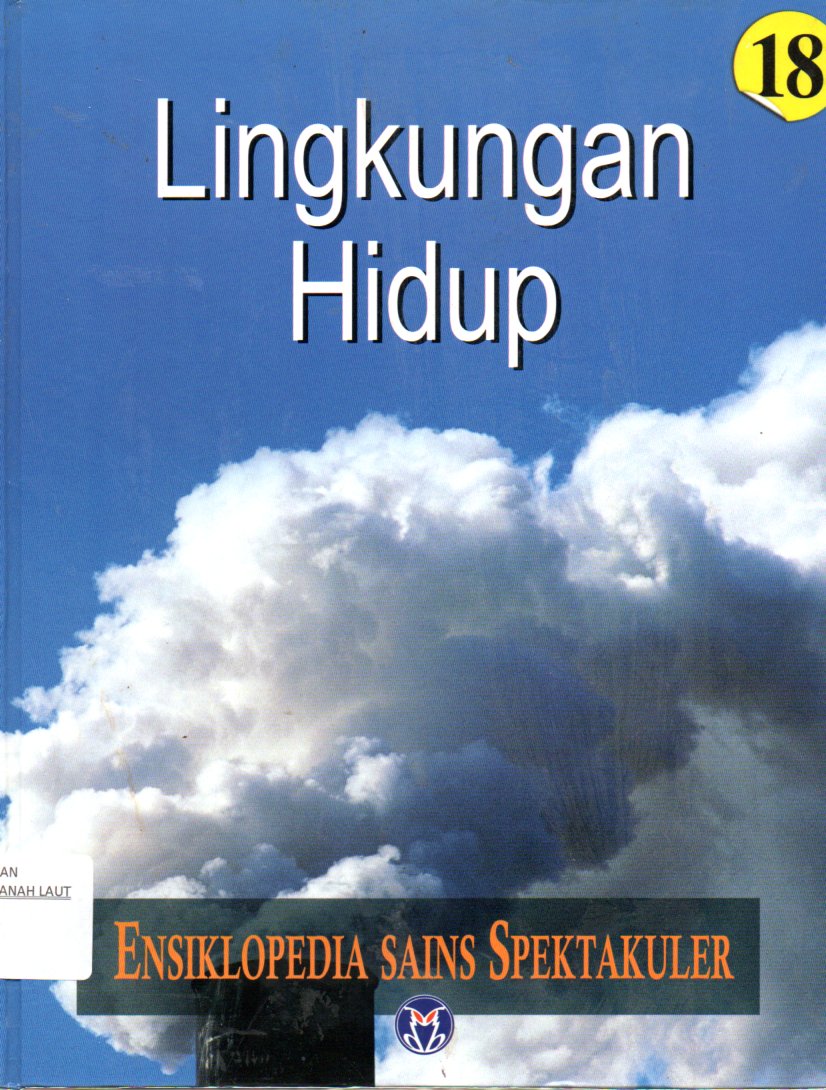 18
Lingkungan
Hidup
AN
ANAH LAUT
ENSIKLOPEDIA SAINS SPEKTAKULER